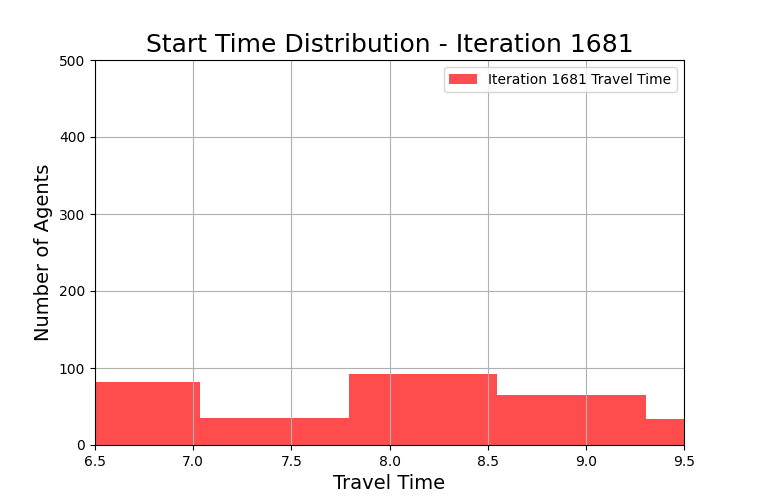 Start Time Distribution - Iteration 1681
500
Iteration 1681 Travel Time
400
300
200
100
0
Number of Agents
6.5 7.0 7.5 8.0 8.5 9.0 9.5
Travel Time